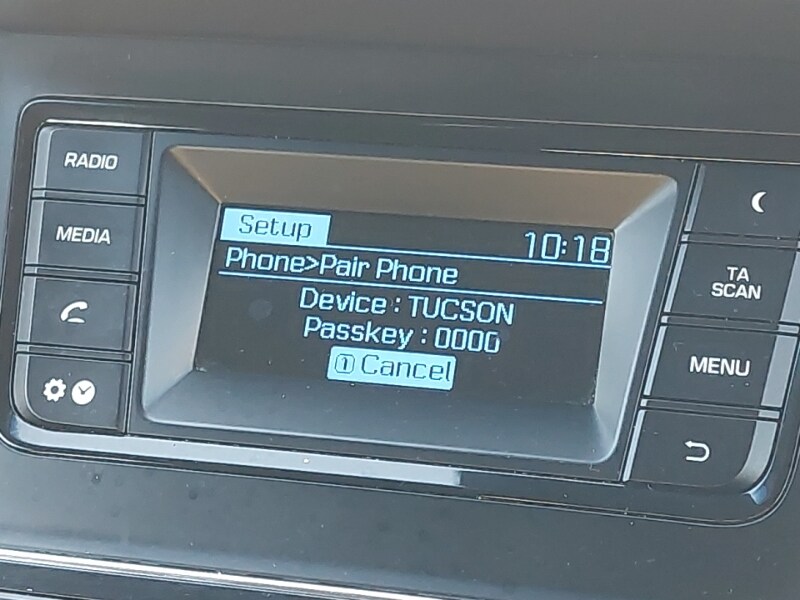 RADIO
MEDIA
Setup
10:18
Phone>Pair Phone
Device : TUCSON
Passkey : 0000
1 Cancel
TA
SCAN
MENU